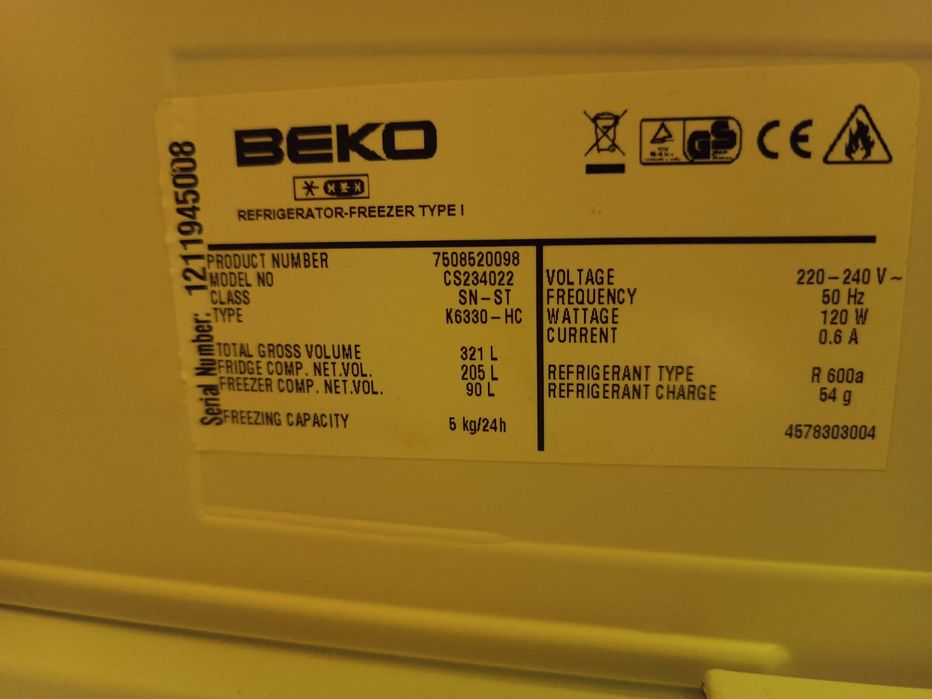 BEKO
REFRIGERATOR-FREEZER TYPE I
Serial Number: 1211945008
PRODUCT NUMBER 7508520098
MODEL NO CS234022
CLASS SN-ST
TYPE K6330-HC
TOTAL GROSS VOLUME 321 L
FRIDGE COMP. NET.VOL. 205 L
FREEZER COMP. NET.VOL. 90 L
FREEZING CAPACITY 5 kg/24h
GS
CE
VOLTAGE 220-240 V ~
FREQUENCY 50 Hz
WATTAGE 120 W
CURRENT 0.6 A
REFRIGERANT TYPE R 600a
REFRIGERANT CHARGE 54 g
4578303004